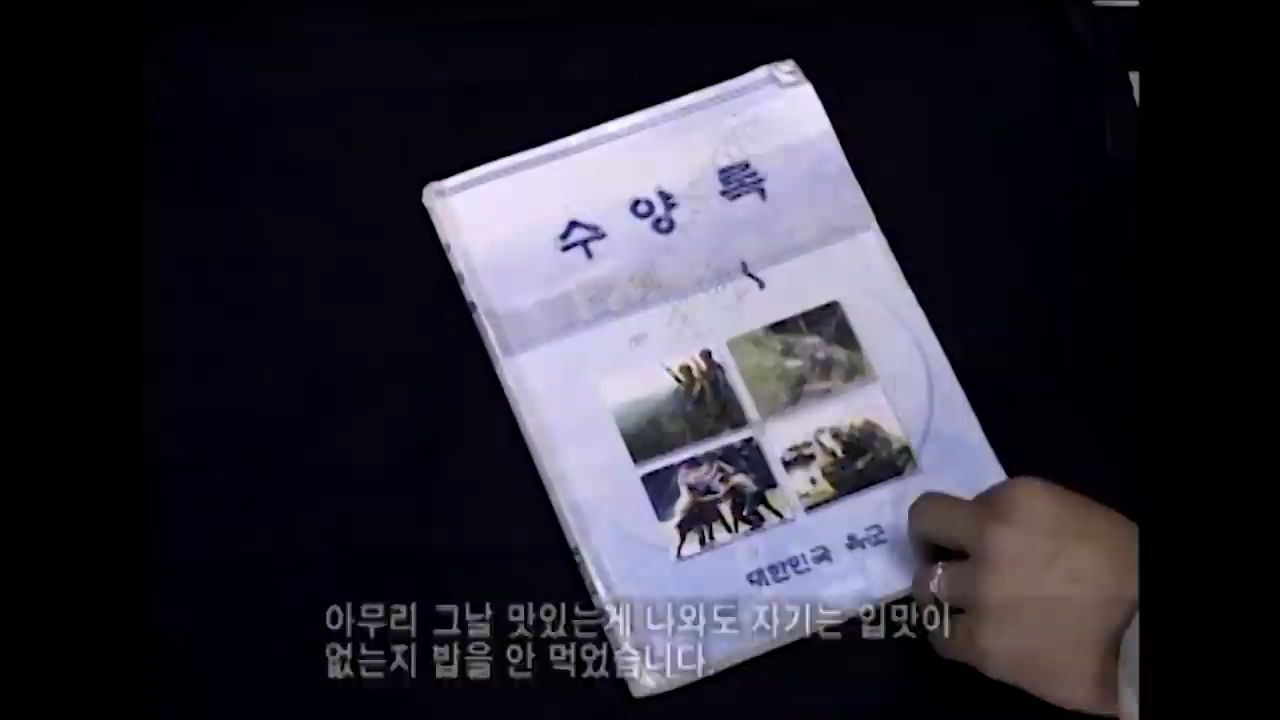 수양록
대한민국 육군
아무리 그날 맛있는게 나와도 자기는 입맛이
없는지 밥을 안 먹었습니다.